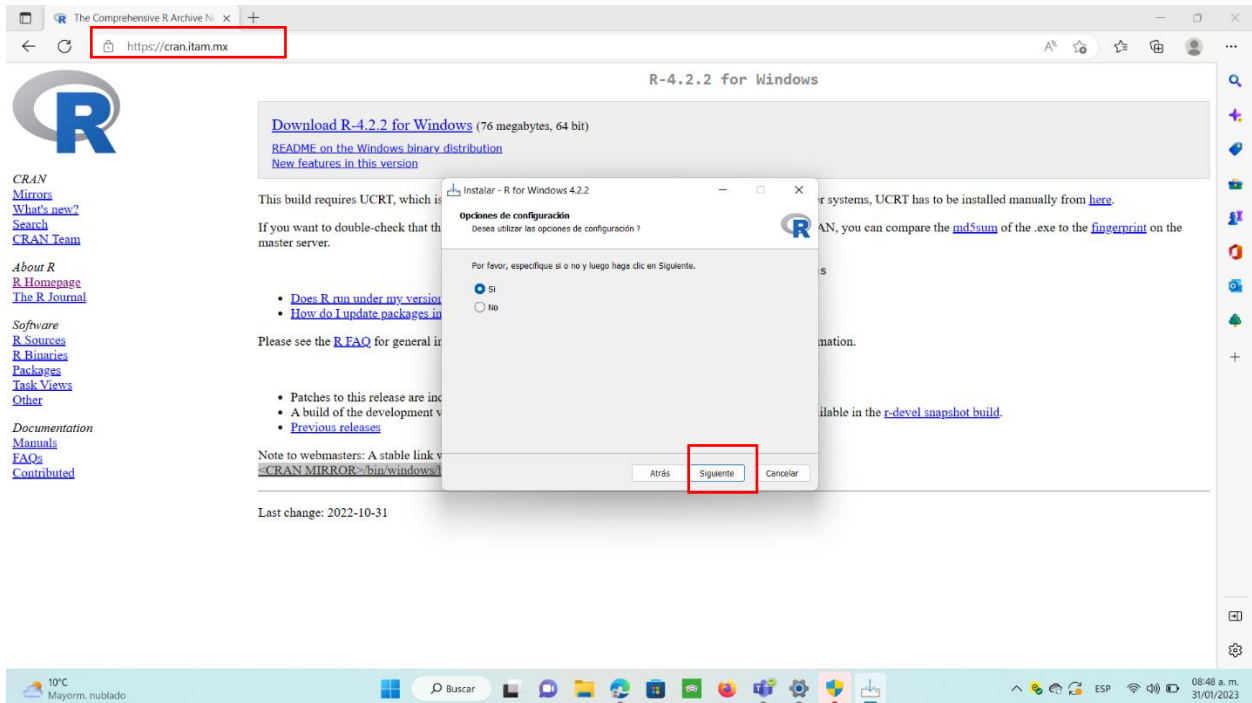 The Comprehensive R Archive Ne
https://cran.itam.mx
R-4.2.2 for Windows
R
Download R-4.2.2 for Windows (76 megabytes, 64 bit)
README on the Windows binary distribution
New features in this version
CRAN
Mirrors
What's new?
Search
CRAN Team
About R
R Homepage
The R Journal
Software
R Sources
R Binaries
Packages
Task Views
Other
Documentation
Manuals
FAQs
Contributed
This build requires UCRT, which is
r systems, UCRT has to be installed manually from here.
If you want to double-check that th
AN, you can compare the md5sum of the .exe to the fingerprint on the
master server.
s
Does R run under my version
How do I update packages in
Please see the R FAQ for general in
mation.
Patches to this release are inc
A build of the development v
ilable in the r-devel snapshot build.
Previous releases
Note to webmasters: A stable link w
<CRAN MIRROR>/bin/windows/b
Last change: 2022-10-31
Instalar - R for Windows 4.2.2
Opciones de configuración
Desea utilizar las opciones de configuración ?
R
Por favor, especifique si o no y luego haga clic en Siguiente.
Si
No
Atrás Siguiente Cancelar
10°C
Mayorm. nublado
Buscar
ESP
08:48 a. m.
31/01/2023